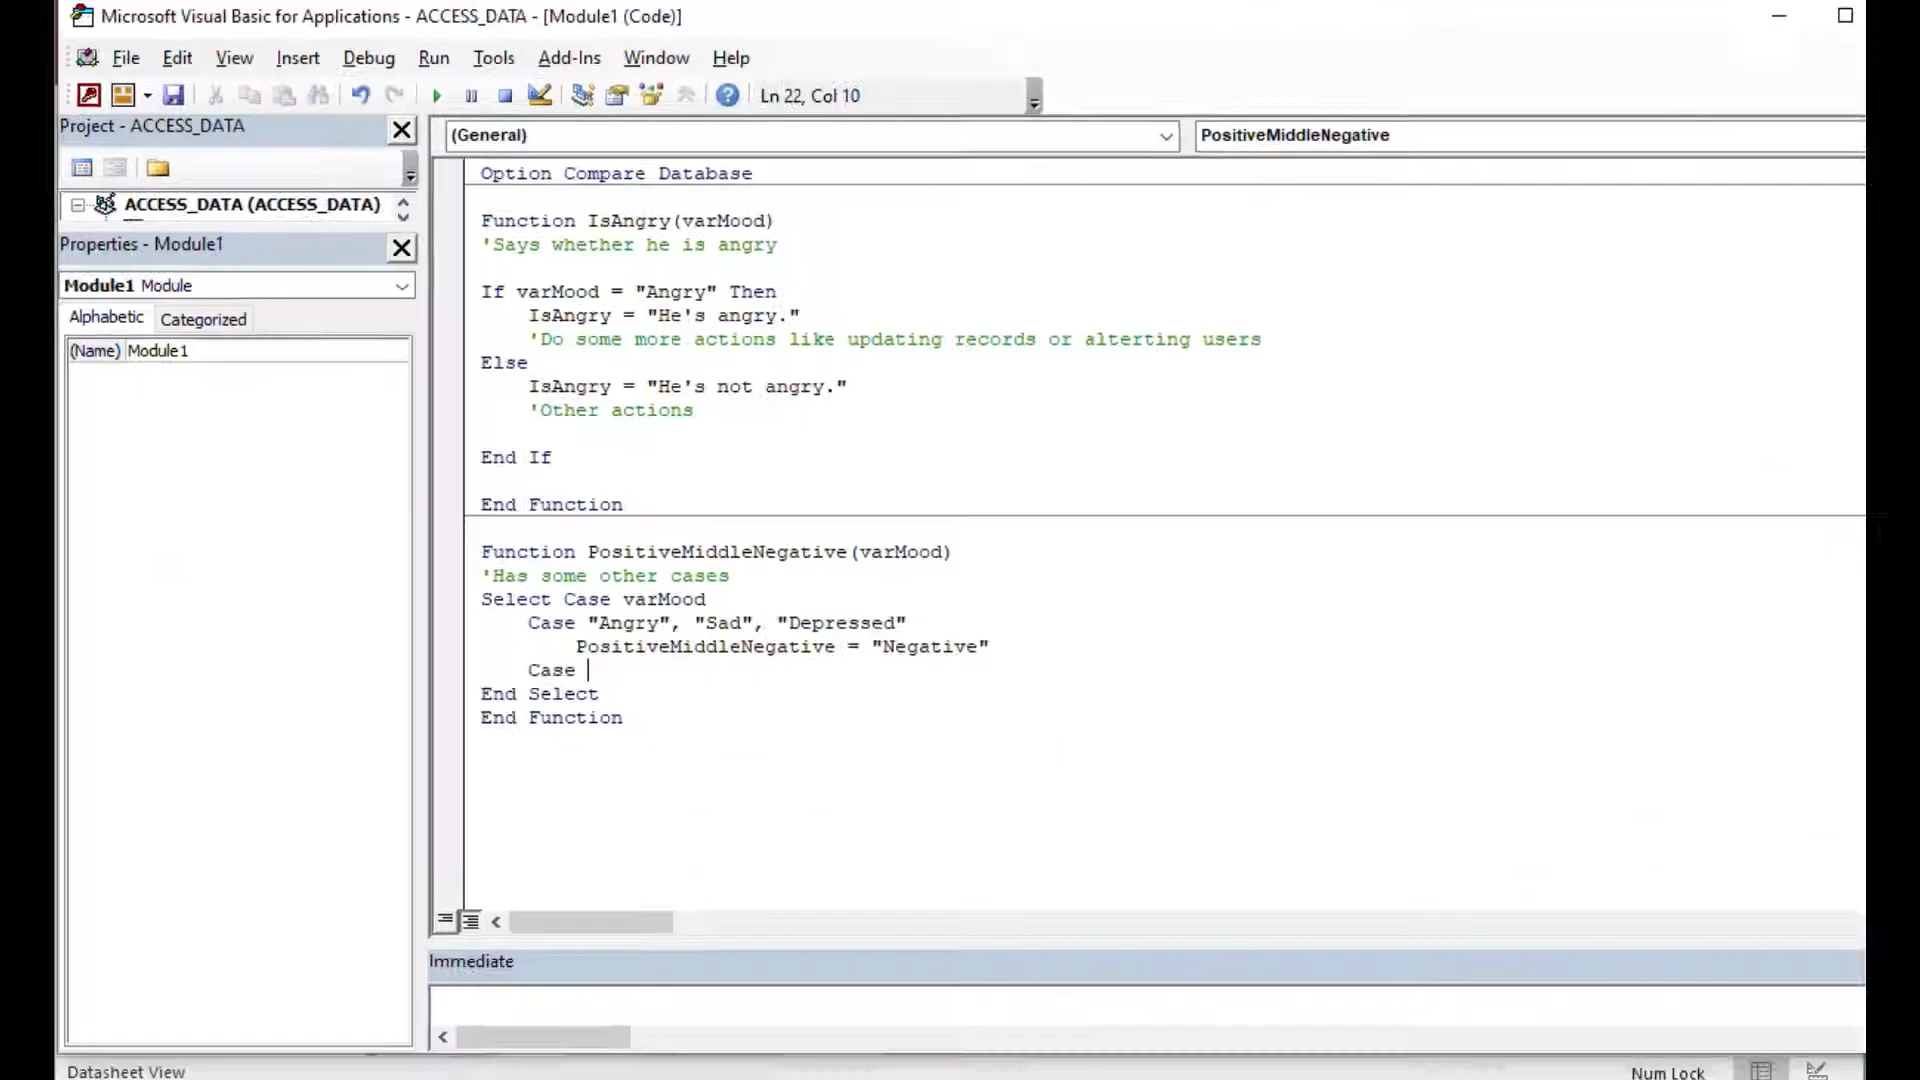 Microsoft Visual Basic for Applications - ACCESS_DATA - [Module1 (Code)]
File Edit View Insert Debug Run Tools Add-Ins Window Help
Ln 22, Col 10
Project - ACCESS_DATA
ACCESS_DATA (ACCESS_DATA)
Properties - Module1
Module1 Module
Alphabetic Categorized
(Name) Module1
(General) PositiveMiddleNegative
Option Compare Database
Function IsAngry(varMood)
'Says whether he is angry
If varMood = "Angry" Then
IsAngry = "He's angry."
'Do some more actions like updating records or alterting users
Else
IsAngry = "He's not angry."
'Other actions
End If
End Function
Function PositiveMiddleNegative(varMood)
'Has some other cases
Select Case varMood
Case "Angry", "Sad", "Depressed"
PositiveMiddleNegative = "Negative"
Case
End Select
End Function
Immediate
Datasheet View
Num Lock